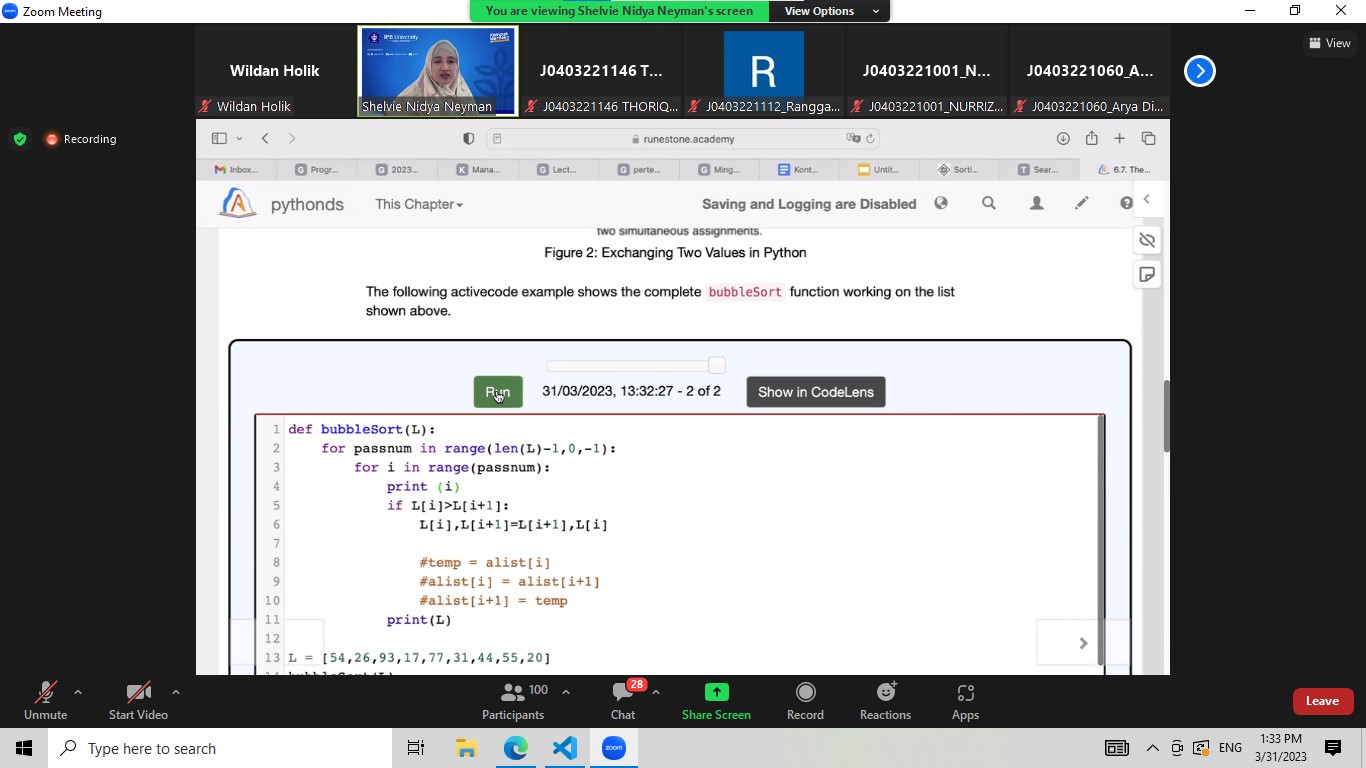 Zoom Meeting
You are viewing Shelvie Nidya Neyman's screen
View Options
View
Wildan Holik
IPB University
J0403221146 T...
R
J0403221001_N...
J0403221060_A...
Wildan Holik
Shelvie Nidya Neyman
J0403221146 THORIQ...
J0403221112_Rangga...
J0403221001_NURRIZ...
J0403221060_Arya Di...
Recording
runestone.academy
Inbox...
Progr...
2023...
Mana...
Lect...
perte...
Ming...
Kont...
Untit...
Sorti...
Sear...
6.7. The...
pythonds
This Chapter
Saving and Logging are Disabled
two simultaneous assignments.
Figure 2: Exchanging Two Values in Python
The following activecode example shows the complete bubbleSort function working on the list
shown above.
Run
31/03/2023, 13:32:27 - 2 of 2
Show in CodeLens
1 def bubbleSort(L):
2 for passnum in range(len(L)-1,0,-1):
3 for i in range(passnum):
4 print (i)
5 if L[i]>L[i+1]:
6 L[i],L[i+1]=L[i+1],L[i]
7
8 #temp = alist[i]
9 #alist[i] = alist[i+1]
10 #alist[i+1] = temp
11 print(L)
12
13 L = [54,26,93,17,77,31,44,55,20]
14 bubbleSort(L)
Unmute
Start Video
100
Participants
28
Chat
Share Screen
Record
Reactions
Apps
Leave
Type here to search
zoom
ENG
1:33 PM
3/31/2023